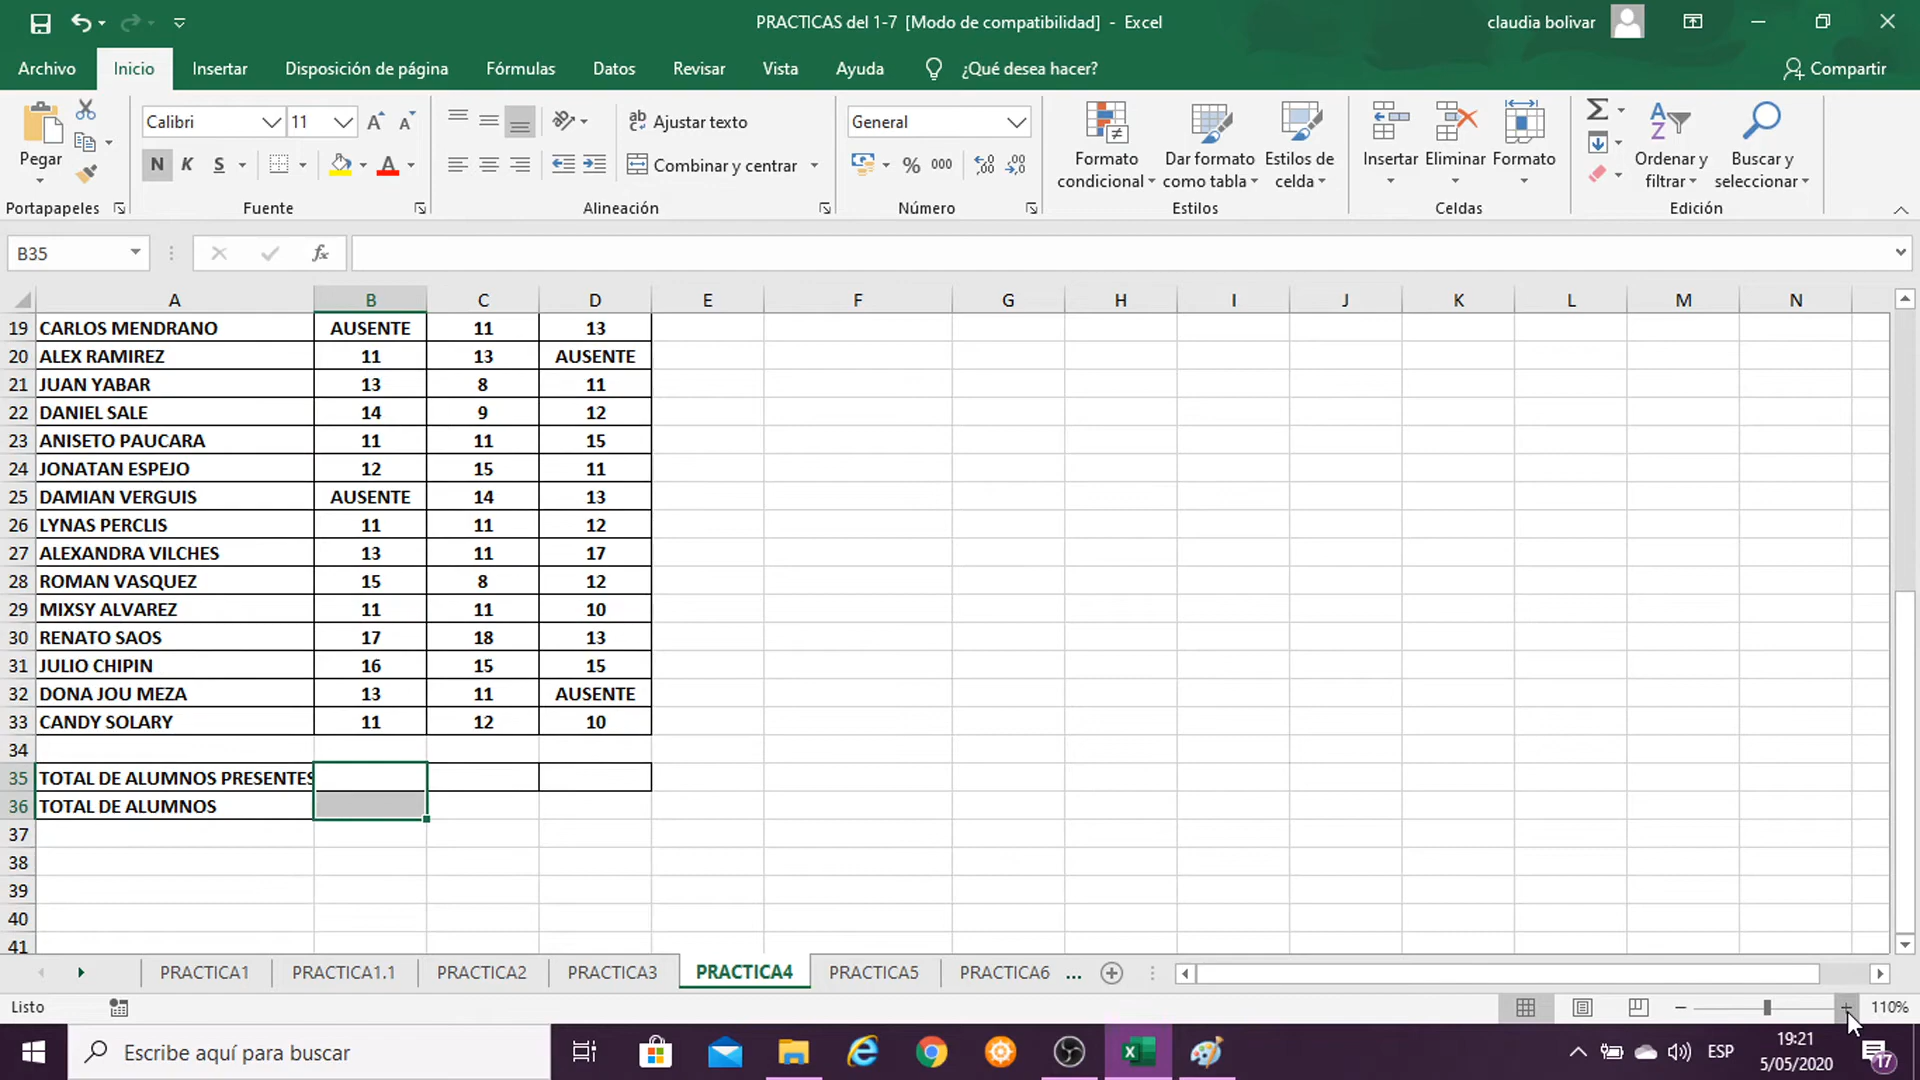 PRACTICAS del 1-7 [Modo de compatibilidad] - Excel
claudia bolivar
Archivo Inicio Insertar Disposición de página Fórmulas Datos Revisar Vista Ayuda ¿Qué desea hacer? Compartir
Pegar
Calibri 11
N K S
Ajustar texto
Combinar y centrar
General
% 000
Formato condicional
Dar formato como tabla
Estilos de celda
Insertar Eliminar Formato
Ordenar y filtrar
Buscar y seleccionar
Portapapeles Fuente Alineación Número Estilos Celdas Edición
B35 fx
A B C D E F G H I J K L M N
19 CARLOS MENDRANO AUSENTE 11 13
20 ALEX RAMIREZ 11 13 AUSENTE
21 JUAN YABAR 13 8 11
22 DANIEL SALE 14 9 12
23 ANISETO PAUCARA 11 11 15
24 JONATAN ESPEJO 12 15 11
25 DAMIAN VERGUIS AUSENTE 14 13
26 LYNAS PERCLIS 11 11 12
27 ALEXANDRA VILCHES 13 11 17
28 ROMAN VASQUEZ 15 8 12
29 MIXSY ALVAREZ 11 11 10
30 RENATO SAOS 17 18 13
31 JULIO CHIPIN 16 15 15
32 DONA JOU MEZA 13 11 AUSENTE
33 CANDY SOLARY 11 12 10
34
35 TOTAL DE ALUMNOS PRESENTES
36 TOTAL DE ALUMNOS
37
38
39
40
41
PRACTICA1 PRACTICA1.1 PRACTICA2 PRACTICA3 PRACTICA4 PRACTICA5 PRACTICA6 ...
Listo 110%
Escribe aquí para buscar
ESP
19:21
5/05/2020
17